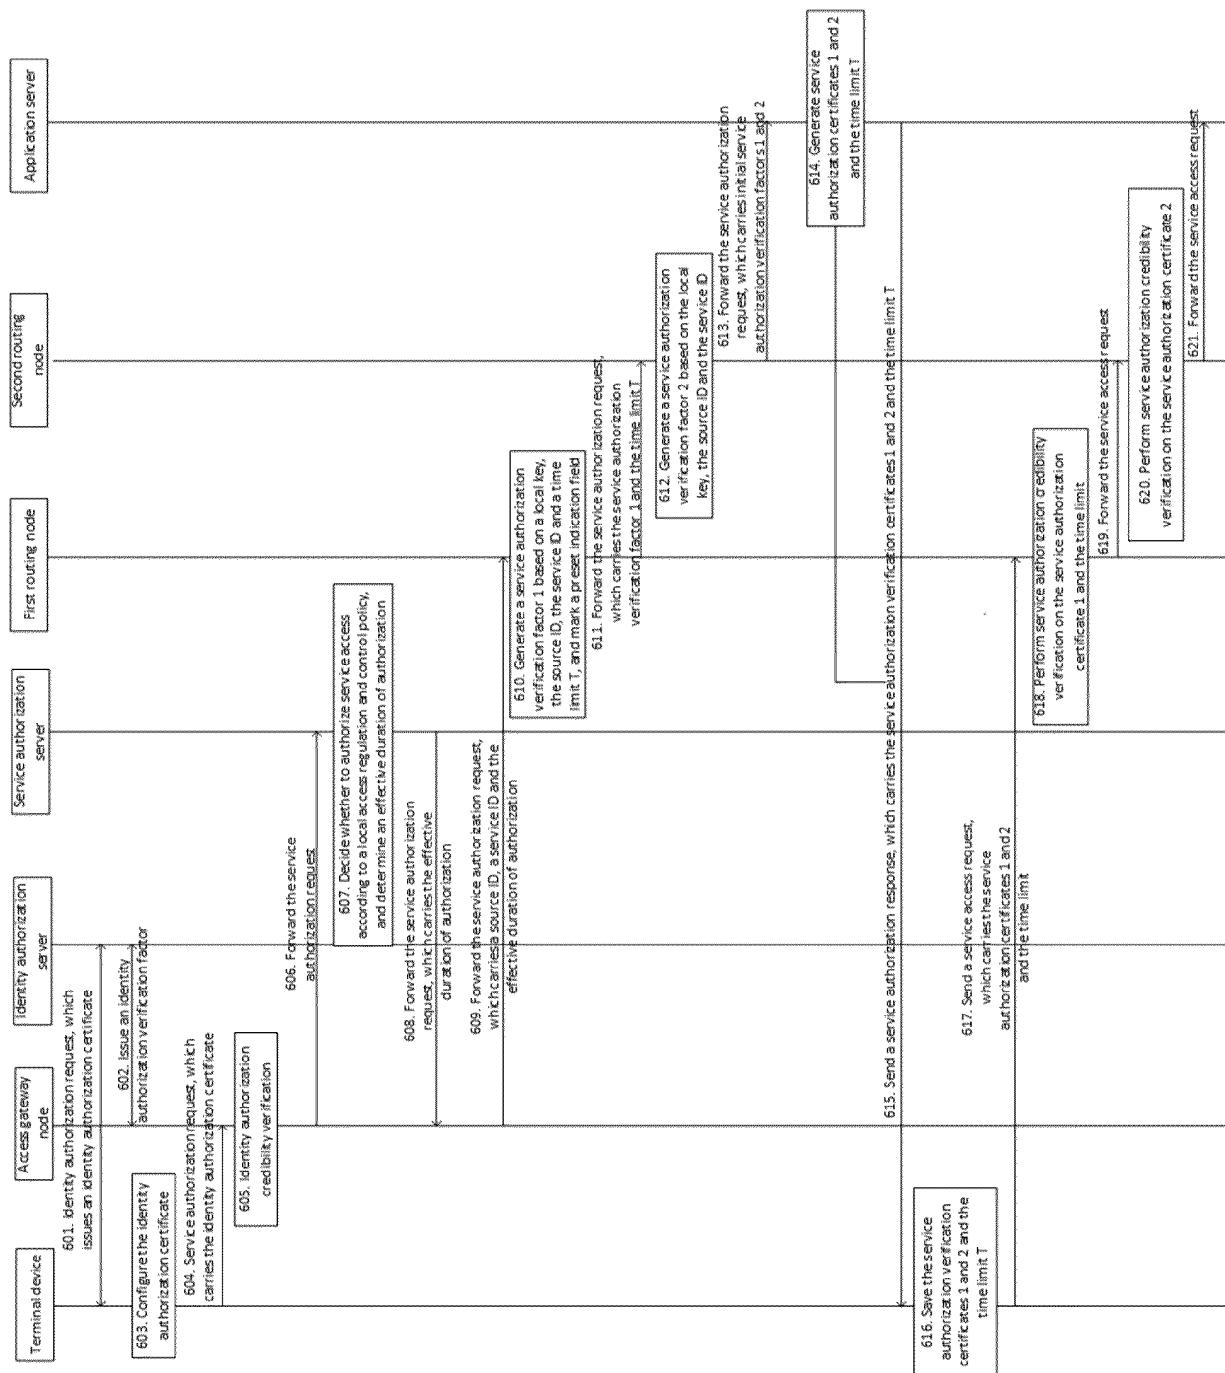 Terminal device
Access gateway
node
Identity authorization
server
Service authorization
server
First routing node
Second routing
node
Application server
601. Identity authorization request, which
issues an identity authorization certificate
602. Issue an identity
authorization verification factor
603. Configure the identity
authorization certificate
604. Service authorization request, which
carries the identity authorization certificate
605. Identity authorization
credibility verification
606. Forward the service
authorization request
607. Decide whether to authorize service access
according to a local access regulation and control policy,
and determine an effective duration of authorization
608. Forward the service authorization
request, which carries the effective
duration of authorization
609. Forward the service authorization request,
which carries a source ID, a service ID and the
effective duration of authorization
610. Generate a service authorization
verification factor 1 based on a local key,
the source ID, the service ID and a time
limit T, and mark a preset indication field
611. Forward the service authorization request,
which carries the service authorization
verification factor 1 and the time limit T
612. Generate a service authorization
verification factor 2 based on the local
key, the source ID and the service ID
613. Forward the service authorization
request, which carries initial service
authorization verification factors 1 and 2
614. Generate service
authorization certificates 1 and 2
and the time limit T
615. Send a service authorization response, which carries the service authorization verification certificates 1 and 2 and the time limit T
616. Save the service
authorization verification
certificates 1 and 2 and the
time limit T
617. Send a service access request,
which carries the service
authorization certificates 1 and 2
and the time limit
618. Perform service authorization credibility
verification on the service authorization
certificate 1 and the time limit
619. Forward the service access request
620. Perform service authorization credibility
verification on the service authorization certificate 2
621. Forward the service access request